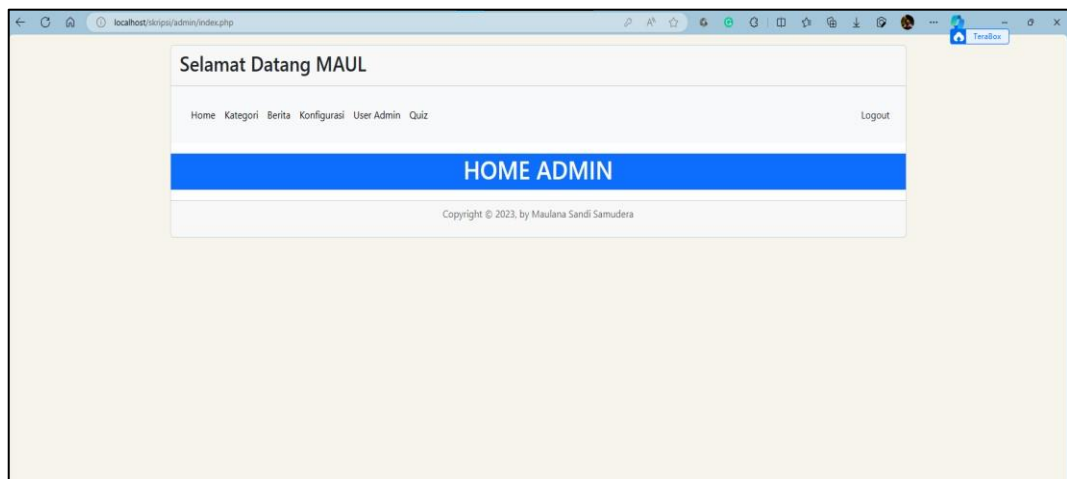 localhost/skripsi/admin/index.php
TeraBox
Selamat Datang MAUL
Home Kategori Berita Konfigurasi User Admin Quiz Logout
HOME ADMIN
Copyright © 2023, by Maulana Sandi Samudera